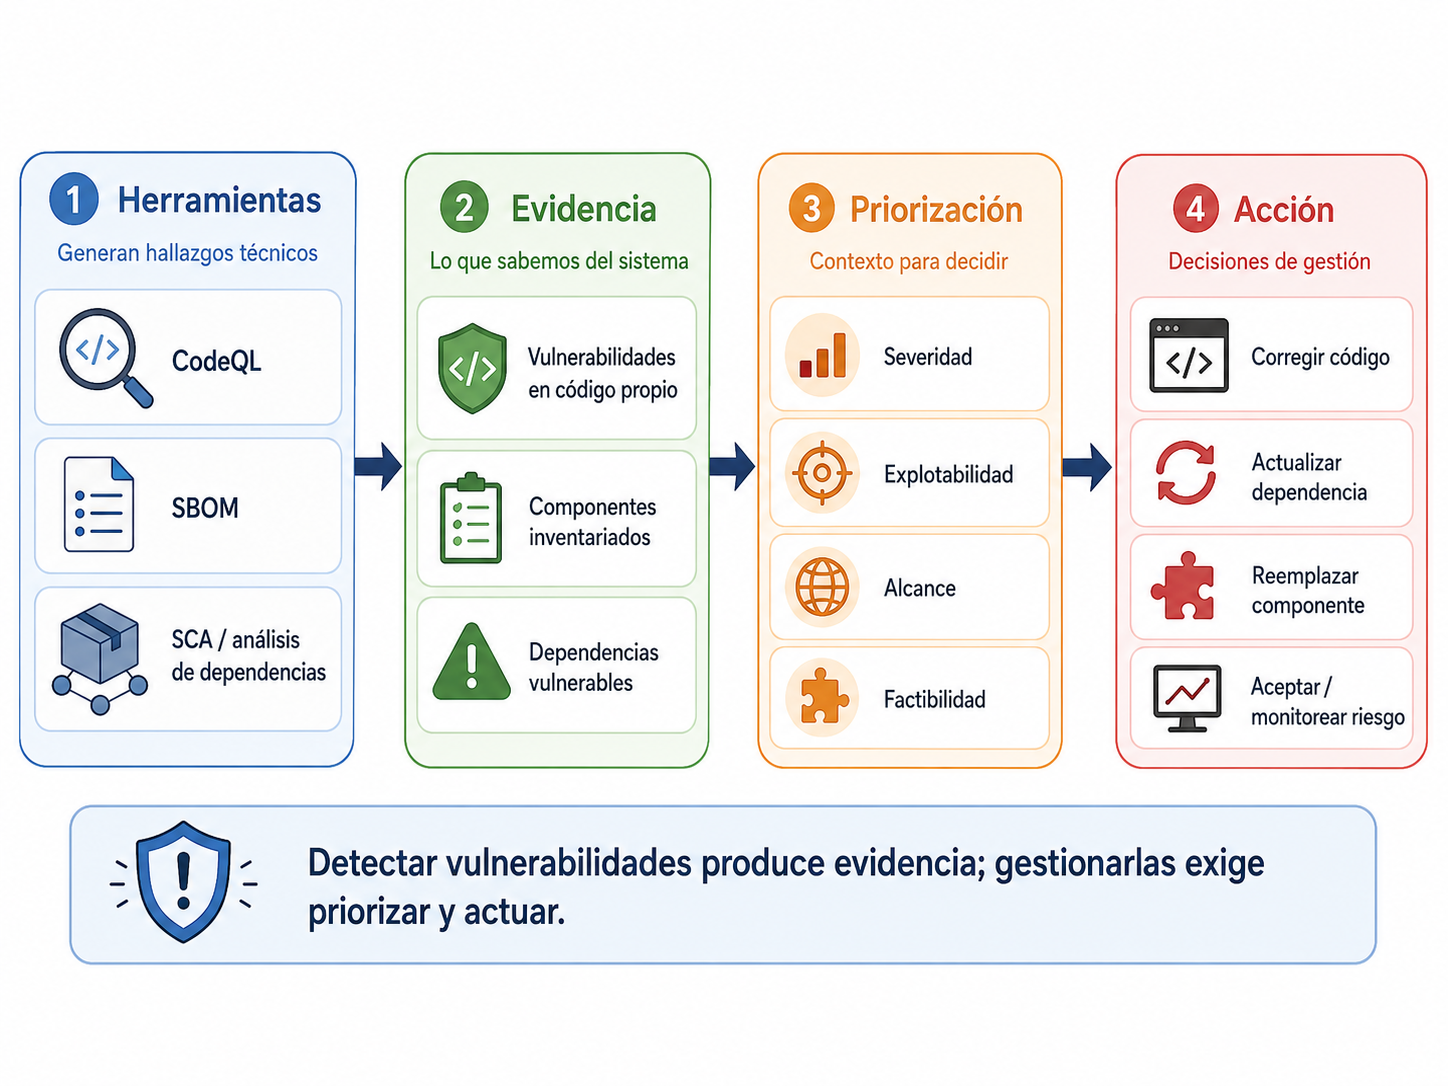 1 Herramientas
Generan hallazgos técnicos
</>
CodeQL
SBOM
SCA / análisis
de dependencias
2 Evidencia
Lo que sabemos del sistema
</>
Vulnerabilidades
en código propio
Componentes
inventariados
!
Dependencias
vulnerables
3 Priorización
Contexto para decidir
Severidad
Explotabilidad
Alcance
Factibilidad
4 Acción
Decisiones de gestión
</>
Corregir código
Actualizar
dependencia
Reemplazar
componente
Aceptar /
monitorear riesgo
!
Detectar vulnerabilidades produce evidencia; gestionarlas exige
priorizar y actuar.